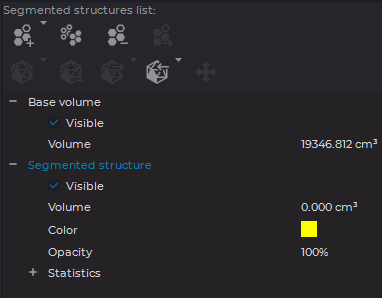 Segmented structures list:
Base volume
Visible
Volume 19346.812 cm³
Segmented structure
Visible
Volume 0.000 cm³
Color
Opacity 100%
Statistics